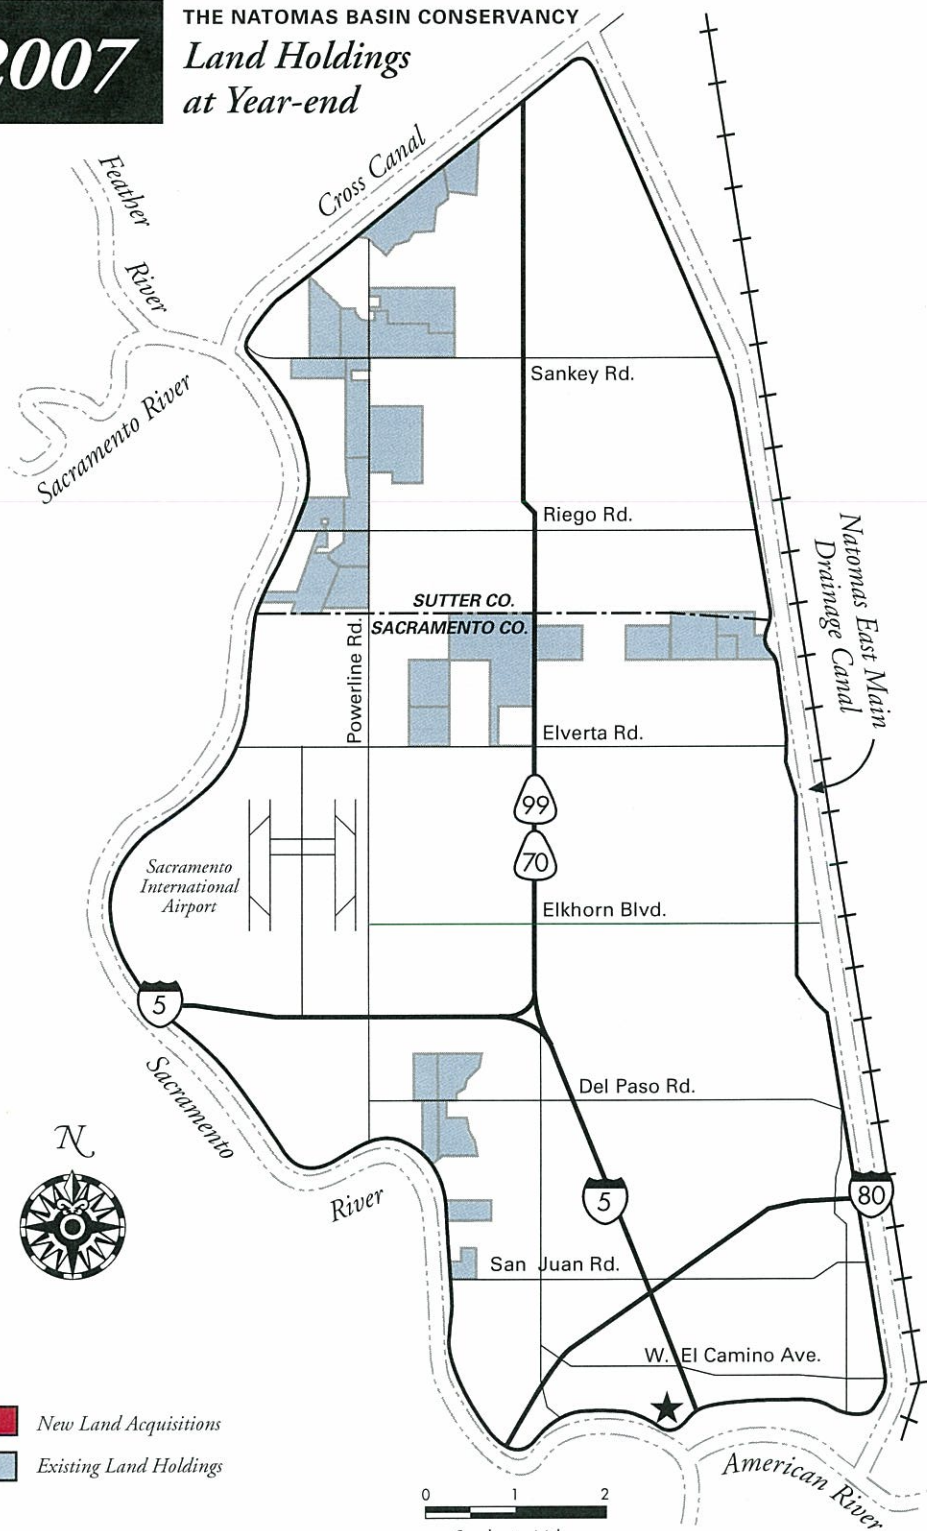 2007
THE NATOMAS BASIN CONSERVANCY
Land Holdings
at Year-end
Cross Canal
Feather
River
Sacramento River
Sankey Rd.
Riego Rd.
Natomas East Main
Drainage Canal
SUTTER CO.
SACRAMENTO CO.
Powerline Rd.
Elverta Rd.
99
70
Sacramento
International
Airport
Elkhorn Blvd.
5
Sacramento
River
Del Paso Rd.
N
5
80
San Juan Rd.
W. El Camino Ave.
New Land Acquisitions
Existing Land Holdings
American River
0 1 2